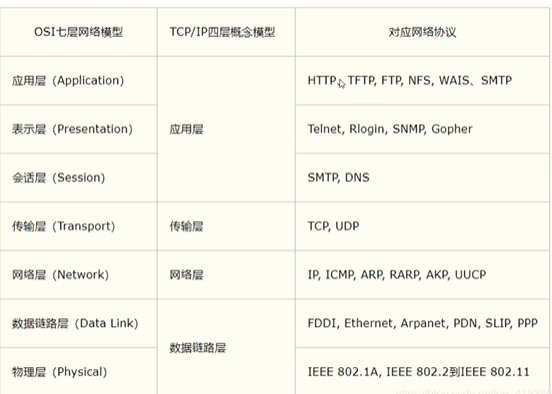 OSI七层网络模型 TCP/IP四层概念模型 对应网络协议
应用层 (Application) HTTP、TFTP, FTP, NFS, WAIS、SMTP
表示层 (Presentation) 应用层 Telnet, Rlogin, SNMP, Gopher
会话层 (Session) SMTP, DNS
传输层 (Transport) 传输层 TCP, UDP
网络层 (Network) 网络层 IP, ICMP, ARP, RARP, AKP, UUCP
数据链路层 (Data Link) FDDI, Ethernet, Arpanet, PDN, SLIP, PPP
数据链路层
物理层 (Physical) IEEE 802.1A, IEEE 802.2到IEEE 802.11